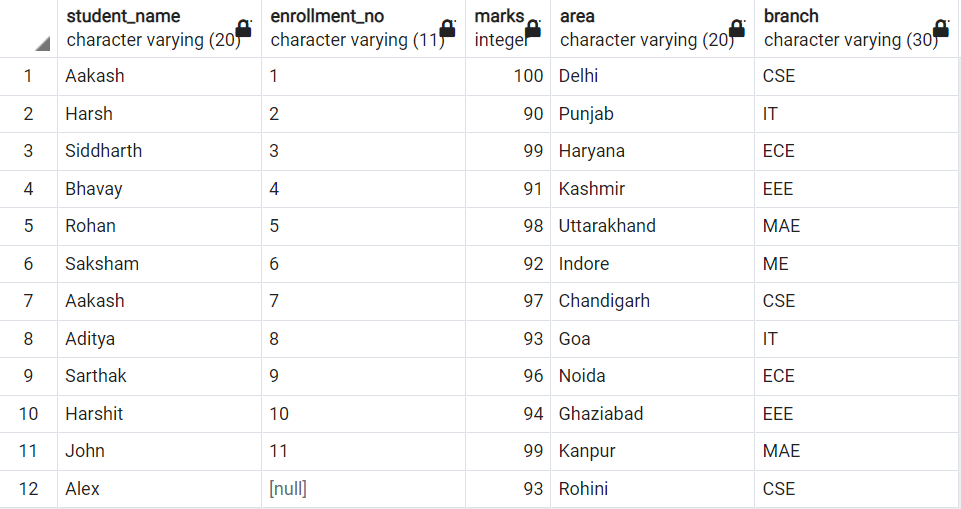 student_name enrollment_no marks area branch
character varying (20) character varying (11) integer character varying (20) character varying (30)
1 Aakash 1 100 Delhi CSE
2 Harsh 2 90 Punjab IT
3 Siddharth 3 99 Haryana ECE
4 Bhavay 4 91 Kashmir EEE
5 Rohan 5 98 Uttarakhand MAE
6 Saksham 6 92 Indore ME
7 Aakash 7 97 Chandigarh CSE
8 Aditya 8 93 Goa IT
9 Sarthak 9 96 Noida ECE
10 Harshit 10 94 Ghaziabad EEE
11 John 11 99 Kanpur MAE
12 Alex [null] 93 Rohini CSE